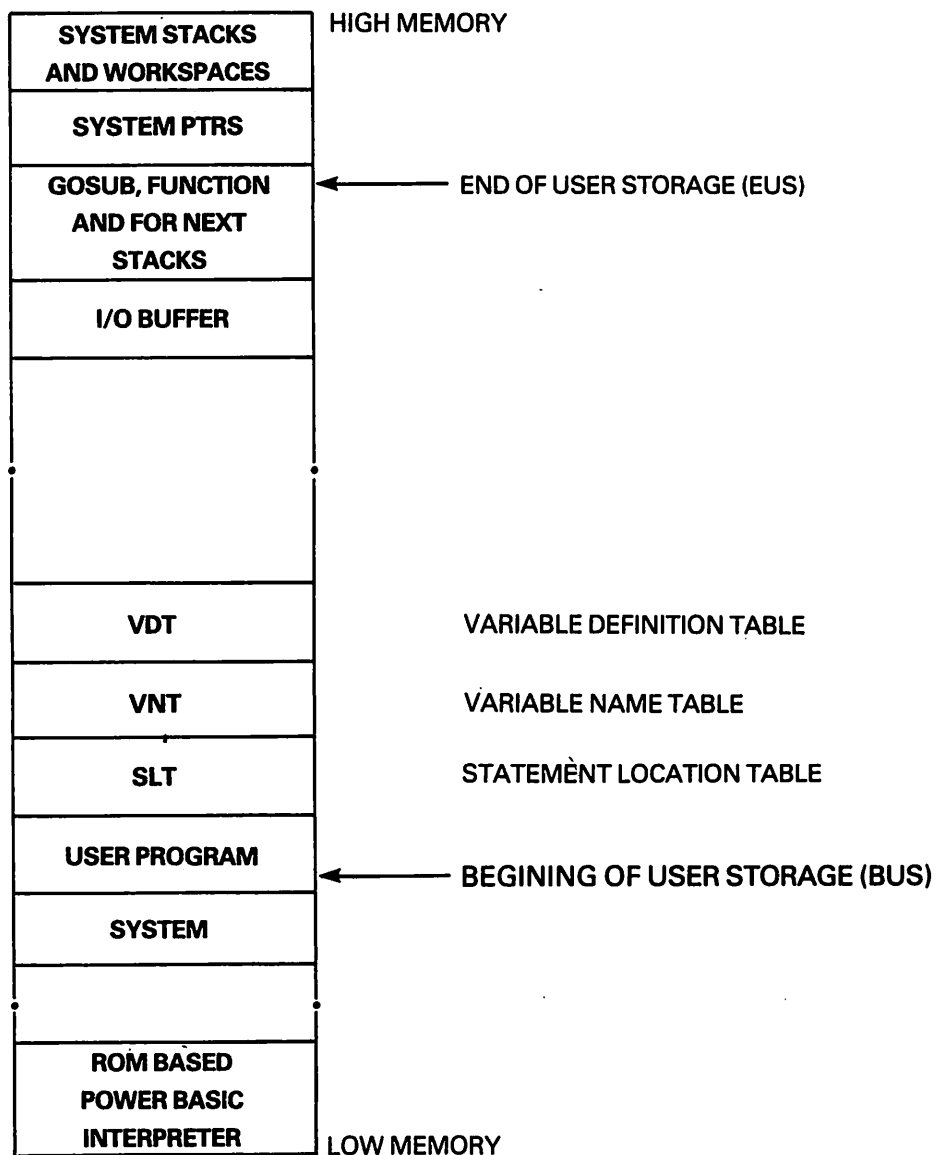 HIGH MEMORY
SYSTEM STACKS
AND WORKSPACES
SYSTEM PTRS
GOSUB, FUNCTION
AND FOR NEXT
STACKS
END OF USER STORAGE (EUS)
I/O BUFFER
VDT
VARIABLE DEFINITION TABLE
VNT
VARIABLE NAME TABLE
SLT
STATEMENT LOCATION TABLE
USER PROGRAM
BEGINING OF USER STORAGE (BUS)
SYSTEM
ROM BASED
POWER BASIC
INTERPRETER
LOW MEMORY